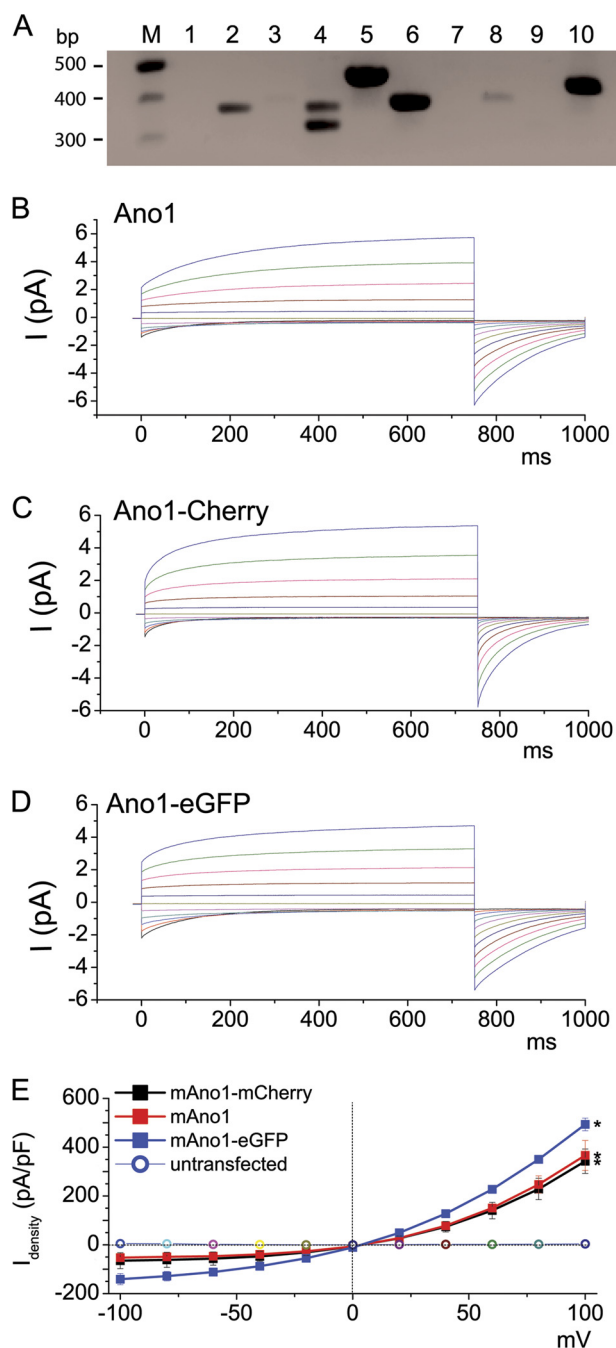 A
bp M 1 2 3 4 5 6 7 8 9 10
500
400
300
B
Ano1
I (pA)
6
4
2
0
-2
-4
-6
0 200 400 600 800 1000
ms
C
Ano1-Cherry
I (pA)
6
4
2
0
-2
-4
-6
0 200 400 600 800 1000
ms
D
Ano1-eGFP
I (pA)
6
4
2
0
-2
-4
-6
0 200 400 600 800 1000
ms
E
mAno1-mCherry
mAno1
mAno1-eGFP
untransfected
I density (pA/pF)
600
400
200
0
-200
*
*
*
-100 -50 0 50 100
mV